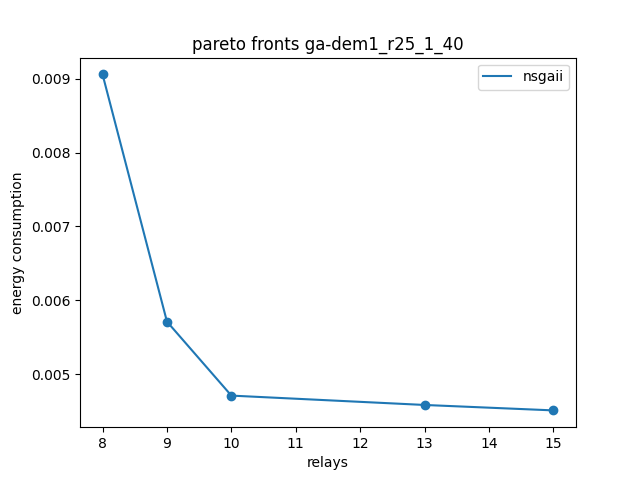 pareto fronts ga-dem1_r25_1_40
nsgaii
0.009
0.008
0.007
0.006
0.005
energy consumption
8 9 10 11 12 13 14 15
relays